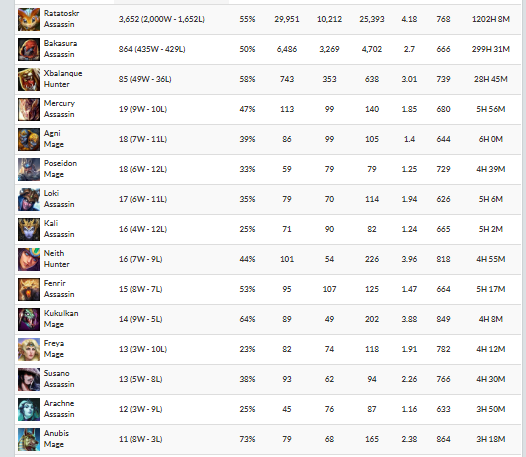 Ratatoskr
Assassin 3,652 (2,000W - 1,652L) 55% 29,951 10,212 25,393 4.18 768 1202H 8M
Bakasura
Assassin 864 (435W - 429L) 50% 6,486 3,269 4,702 2.7 666 299H 31M
Xbalanque
Hunter 85 (49W - 36L) 58% 743 353 638 3.01 739 28H 45M
Mercury
Assassin 19 (9W - 10L) 47% 113 99 140 1.85 680 5H 56M
Agni
Mage 18 (7W - 11L) 39% 86 99 105 1.4 644 6H 0M
Poseidon
Mage 18 (6W - 12L) 33% 59 79 79 1.25 729 4H 39M
Loki
Assassin 17 (6W - 11L) 35% 79 70 114 1.94 626 5H 6M
Kali
Assassin 16 (4W - 12L) 25% 71 90 82 1.24 665 5H 2M
Neith
Hunter 16 (7W - 9L) 44% 101 54 226 3.96 818 4H 55M
Fenrir
Assassin 15 (8W - 7L) 53% 95 107 125 1.47 664 5H 17M
Kukulkan
Mage 14 (9W - 5L) 64% 89 49 202 3.88 849 4H 8M
Freya
Mage 13 (3W - 10L) 23% 82 74 118 1.91 782 4H 12M
Susano
Assassin 13 (5W - 8L) 38% 93 62 94 2.26 766 4H 30M
Arachne
Assassin 12 (3W - 9L) 25% 45 76 87 1.16 633 3H 50M
Anubis
Mage 11 (8W - 3L) 73% 79 68 165 2.38 864 3H 18M